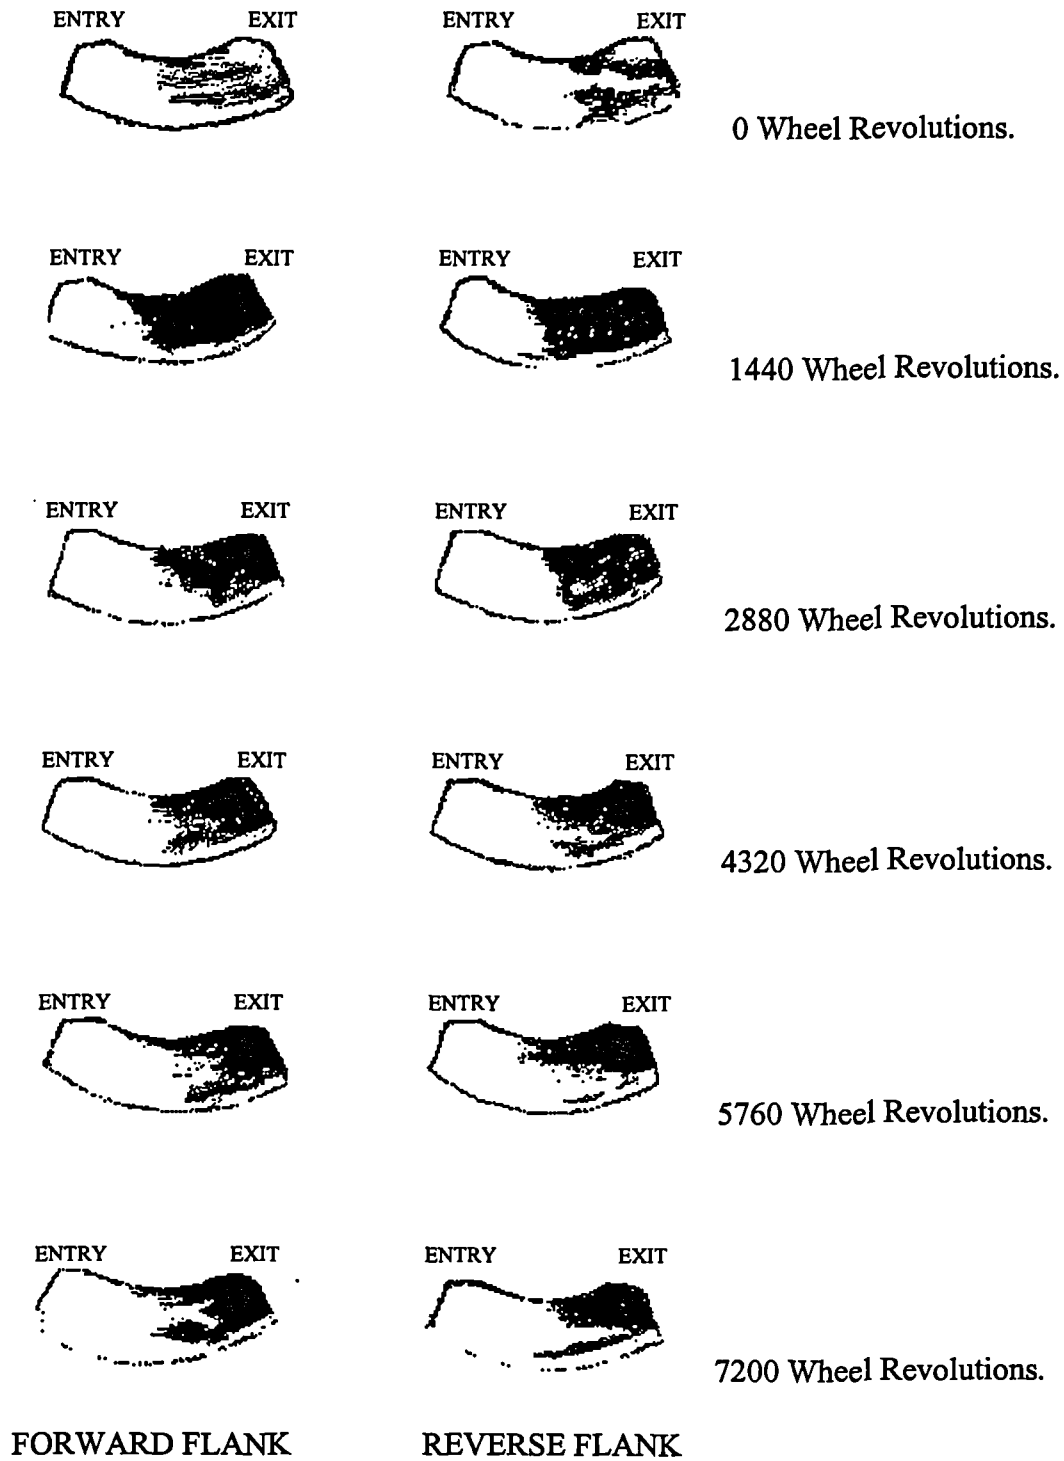 ENTRY EXIT ENTRY EXIT
0 Wheel Revolutions.
ENTRY EXIT ENTRY EXIT
1440 Wheel Revolutions.
ENTRY EXIT ENTRY EXIT
2880 Wheel Revolutions.
ENTRY EXIT ENTRY EXIT
4320 Wheel Revolutions.
ENTRY EXIT ENTRY EXIT
5760 Wheel Revolutions.
ENTRY EXIT ENTRY EXIT
7200 Wheel Revolutions.
FORWARD FLANK REVERSE FLANK